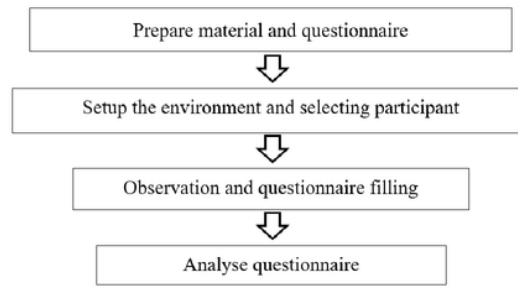 Prepare material and questionnaire
Setup the environment and selecting participant
Observation and questionnaire filling
Analyse questionnaire